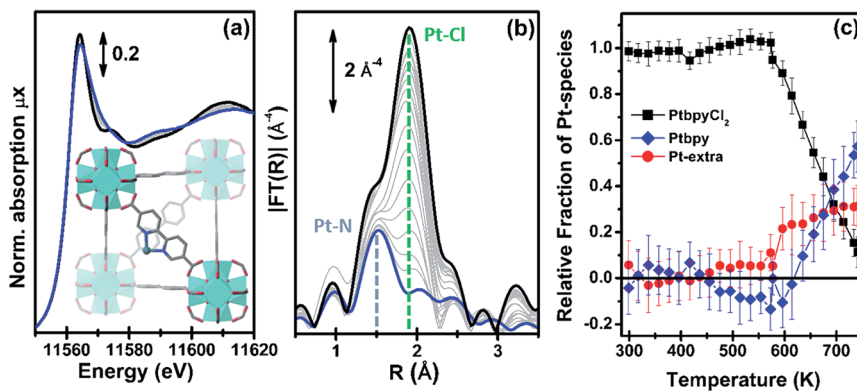 (a)
0.2
Norm. absorption μx
11560 11580 11600 11620
Energy (eV)
(b)
Pt-Cl
2 Å⁻⁴
Pt-N
|FT(R)| (Å⁻⁴)
1 2 3
R (Å)
(c)
Relative Fraction of Pt-species
1.0
0.8
0.6
0.4
0.2
0.0
-0.2
PtbpyCl₂
Ptbpy
Pt-extra
300 400 500 600 700
Temperature (K)